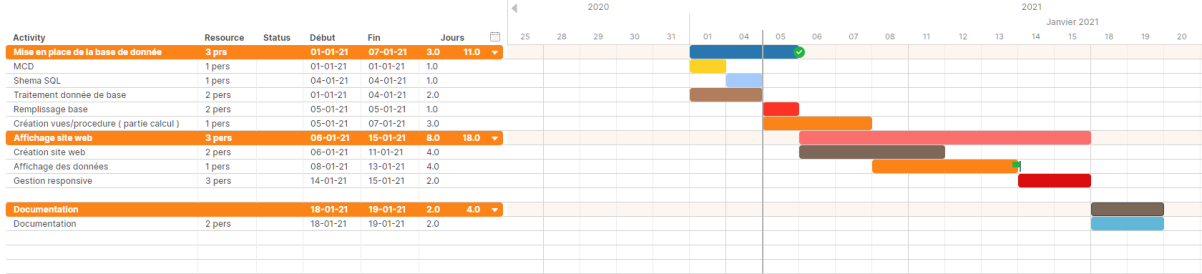 2020 2021
Janvier 2021
Activity Resource Status Début Fin Jours 25 28 29 30 31 01 04 05 06 07 08 11 12 13 14 15 18 19 20
Mise en place de la base de donnée 3 prs 01-01-21 07-01-21 3.0 11.0
MCD 1 pers 01-01-21 01-01-21 1.0
Shema SQL 1 pers 04-01-21 04-01-21 1.0
Traitement donnée de base 2 pers 01-01-21 04-01-21 2.0
Remplissage base 2 pers 05-01-21 05-01-21 1.0
Création vues/procedure ( partie calcul ) 1 pers 05-01-21 07-01-21 3.0
Affichage site web 3 pers 06-01-21 15-01-21 8.0 18.0
Création site web 2 pers 06-01-21 11-01-21 4.0
Affichage des données 1 pers 08-01-21 13-01-21 4.0
Gestion responsive 3 pers 14-01-21 15-01-21 2.0
Documentation 18-01-21 19-01-21 2.0 4.0
Documentation 2 pers 18-01-21 19-01-21 2.0